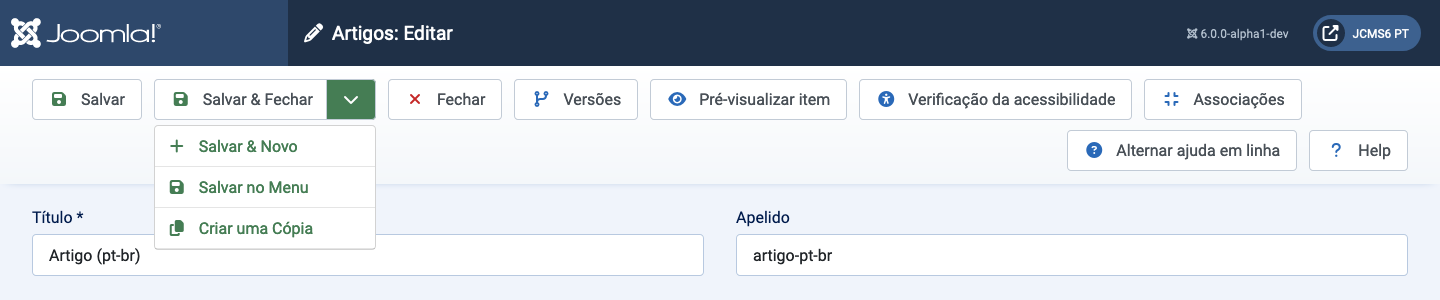 Joomla!®
Artigos: Editar
6.0.0-alpha1-dev
JCMS6 PT
Salvar
Salvar & Fechar
Fechar
Versões
Pré-visualizar item
Verificação da acessibilidade
Associações
Salvar & Novo
Salvar no Menu
Criar uma Cópia
Alternar ajuda em linha
? Help
Título *
Artigo (pt-br)
Apelido
artigo-pt-br